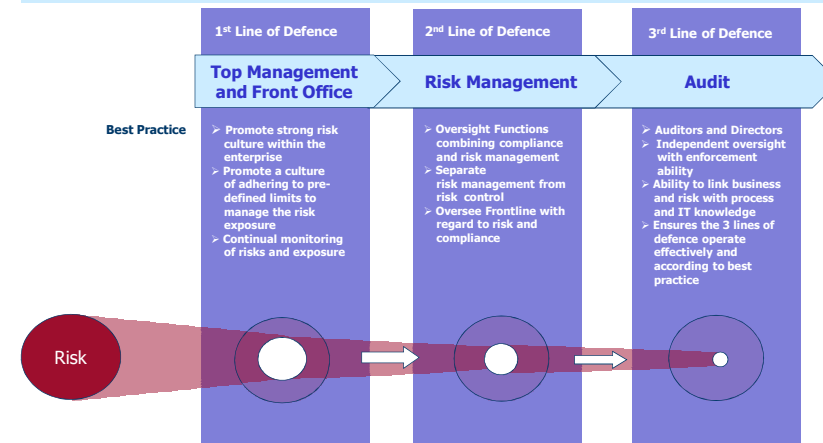 1st Line of Defence
2nd Line of Defence
3rd Line of Defence
Top Management
and Front Office
Risk Management
Audit
Best Practice
➢ Promote strong risk
culture within the
enterprise
➢ Promote a culture
of adhering to pre-
defined limits to
manage the risk
exposure
➢ Continual monitoring
of risks and exposure
➢ Oversight Functions
combining compliance
and risk management
➢ Separate
risk management from
risk control
➢ Oversee Frontline with
regard to risk and
compliance
➢ Auditors and Directors
➢ Independent oversight
with enforcement
ability
➢ Ability to link business
and risk with process
and IT knowledge
➢ Ensures the 3 lines of
defence operate
effectively and
according to best
practice
Risk